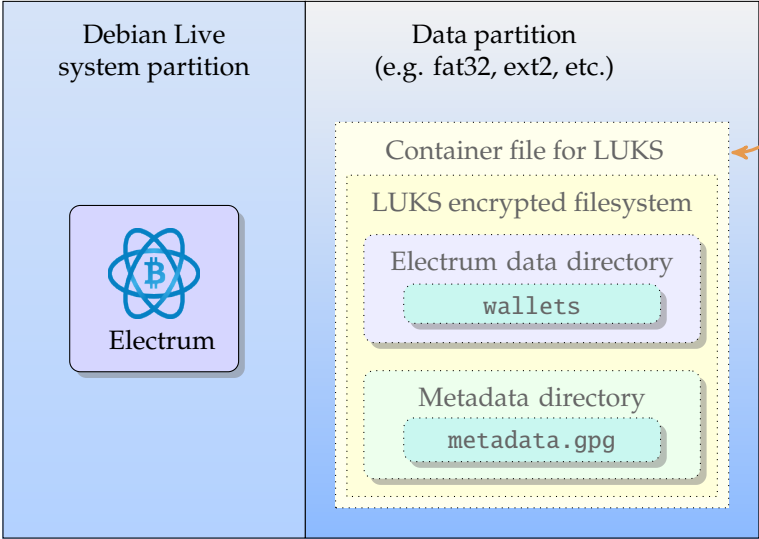 Debian Live
system partition
Data partition
(e.g. fat32, ext2, etc.)
Container file for LUKS
LUKS encrypted filesystem
Electrum data directory
wallets
Electrum
Metadata directory
metadata.gpg